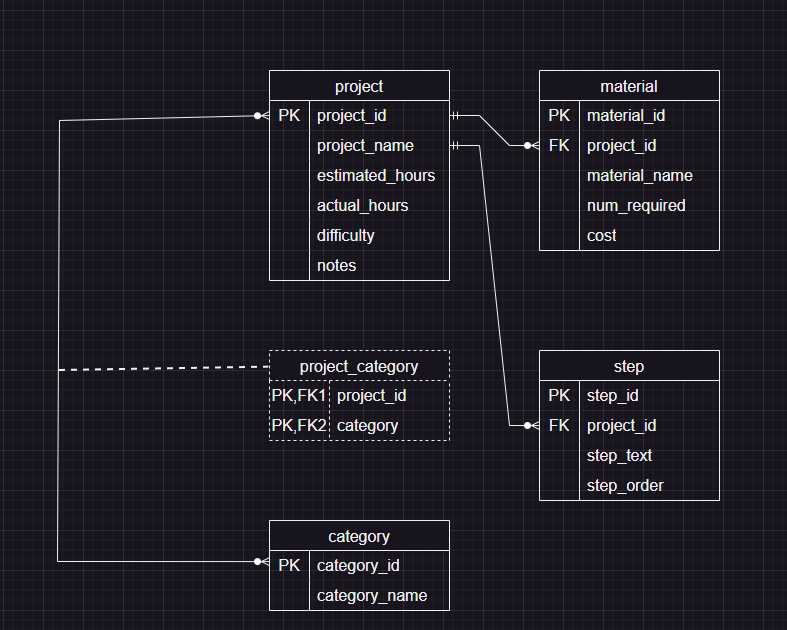 project
PK project_id
project_name
estimated_hours
actual_hours
difficulty
notes
material
PK material_id
FK project_id
material_name
num_required
cost
project_category
PK,FK1 project_id
PK,FK2 category
step
PK step_id
FK project_id
step_text
step_order
category
PK category_id
category_name